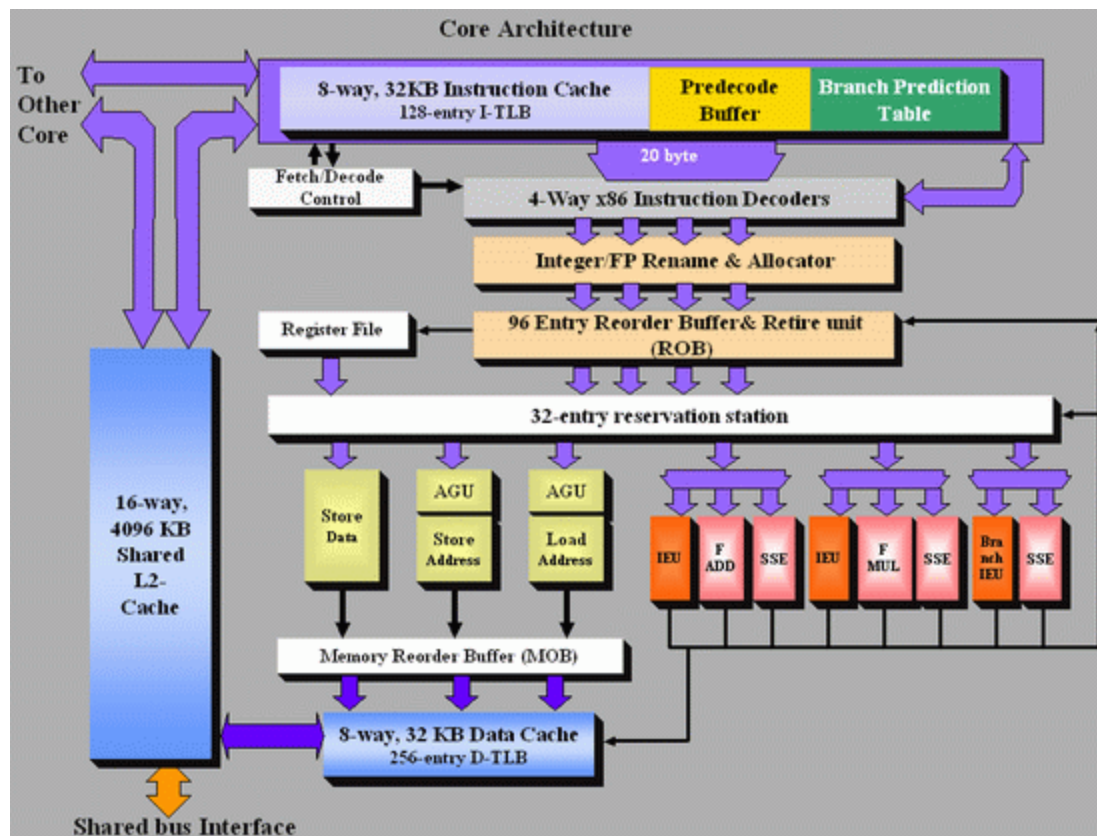 Core Architecture
To
Other
Core
8-way, 32KB Instruction Cache
128-entry I-TLB
Predecode
Buffer
Branch Prediction
Table
20 byte
Fetch/Decode
Control
4-Way x86 Instruction Decoders
Integer/FP Rename & Allocator
Register File
96 Entry Reorder Buffer& Retire unit
(ROB)
32-entry reservation station
16-way,
4096 KB
Shared
L2-
Cache
Store
Data
AGU
Store
Address
AGU
Load
Address
IEU
F
ADD
SSE
IEU
F
MUL
SSE
Bra
nch
IEU
SSE
Memory Reorder Buffer (MOB)
8-way, 32 KB Data Cache
256-entry D-TLB
Shared bus Interface